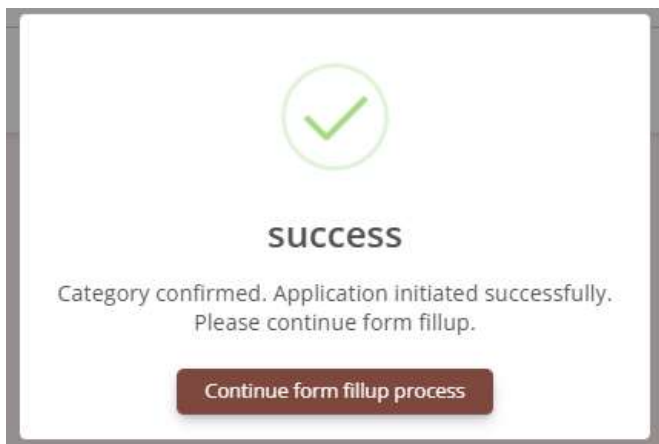 success
Category confirmed. Application initiated successfully.
Please continue form fillup.
Continue form fillup process